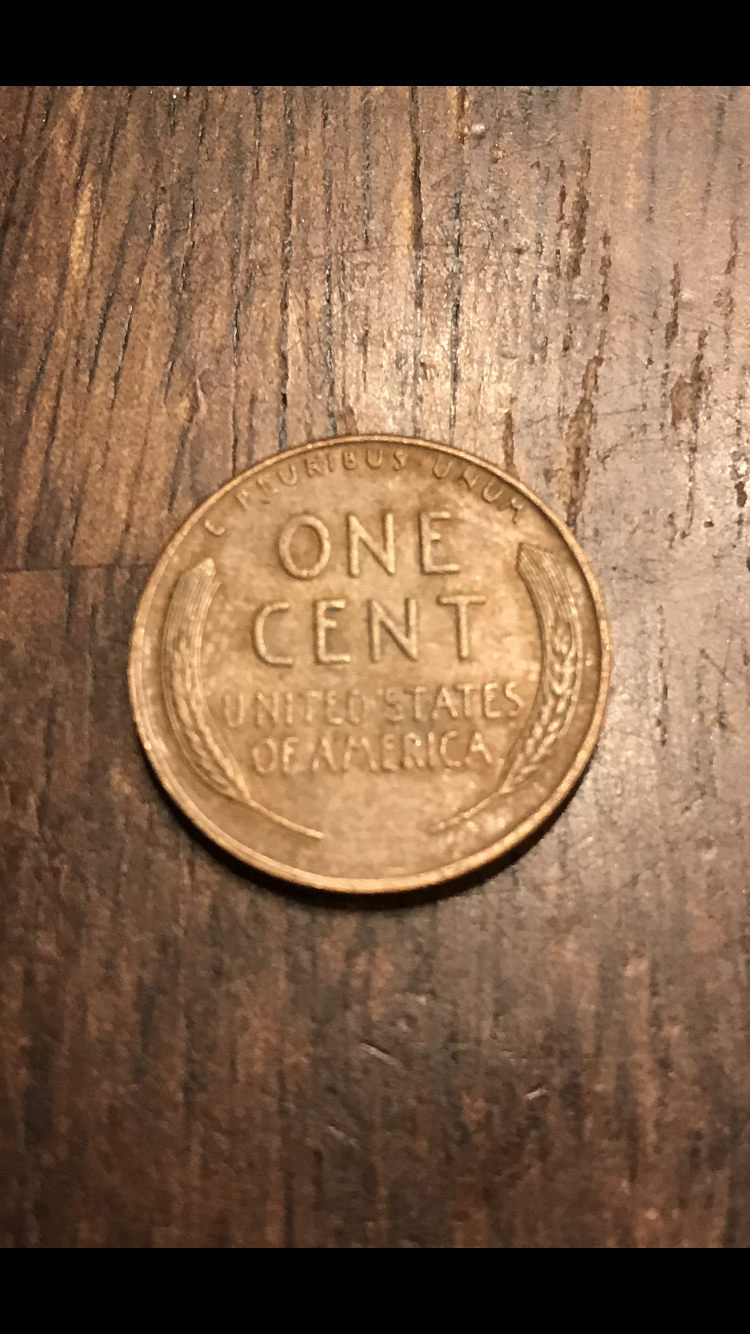 E PLURIBUS UNUM
ONE
CENT
UNITED STATES
OF AMERICA